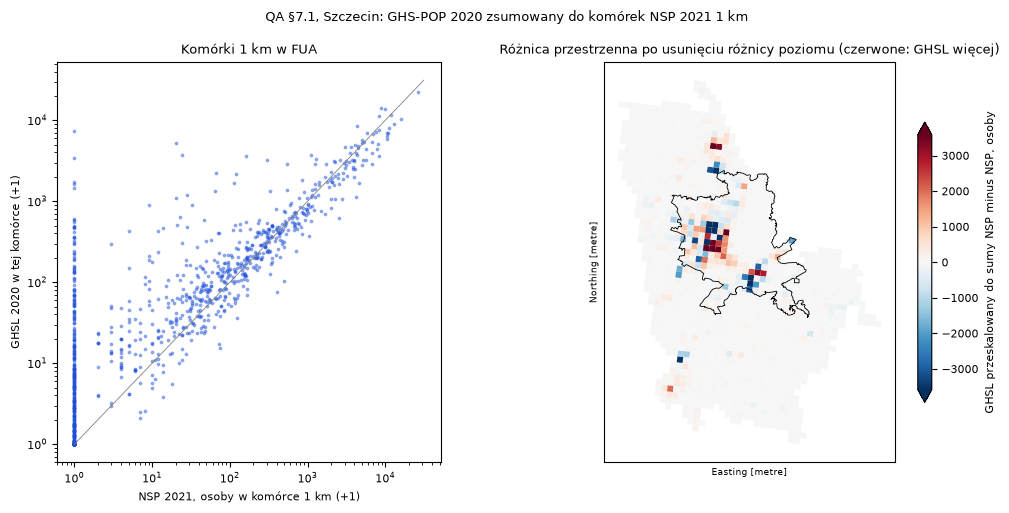 QA §7.1, Szczecin: GHS-POP 2020 zsumowany do komórek NSP 2021 1 km
Komórki 1 km w FUA
GHSL 2020 w tej komórce (+1)
10⁴
10³
10²
10¹
10⁰
10⁰ 10¹ 10² 10³ 10⁴
NSP 2021, osoby w komórce 1 km (+1)
Różnica przestrzenna po usunięciu różnicy poziomu (czerwone: GHSL więcej)
Northing [metre]
Easting [metre]
3000
2000
1000
0
−1000
−2000
−3000
GHSL przeskalowany do sumy NSP minus NSP, osoby